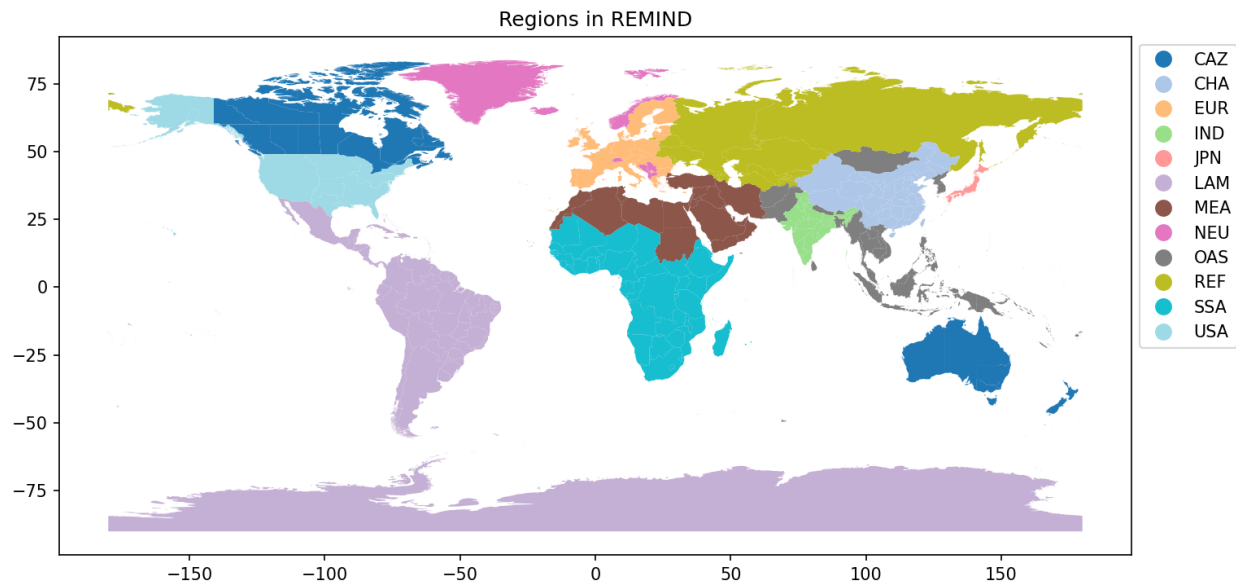 Regions in REMIND
75
50
25
0
−25
−50
−75
−150
−100
−50
0
50
100
150
CAZ
CHA
EUR
IND
JPN
LAM
MEA
NEU
OAS
REF
SSA
USA